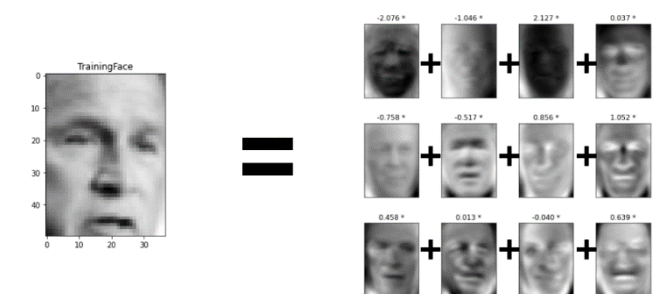 -2.076 * -1.046 * 2.127 * 0.037 *
TrainingFace
0
10
20
30
40
0 10 20 30
=
+ + +
-0.758 * -0.517 * 0.856 * 1.052 *
+ + +
0.458 * 0.013 * -0.040 * 0.639 *
+ + +